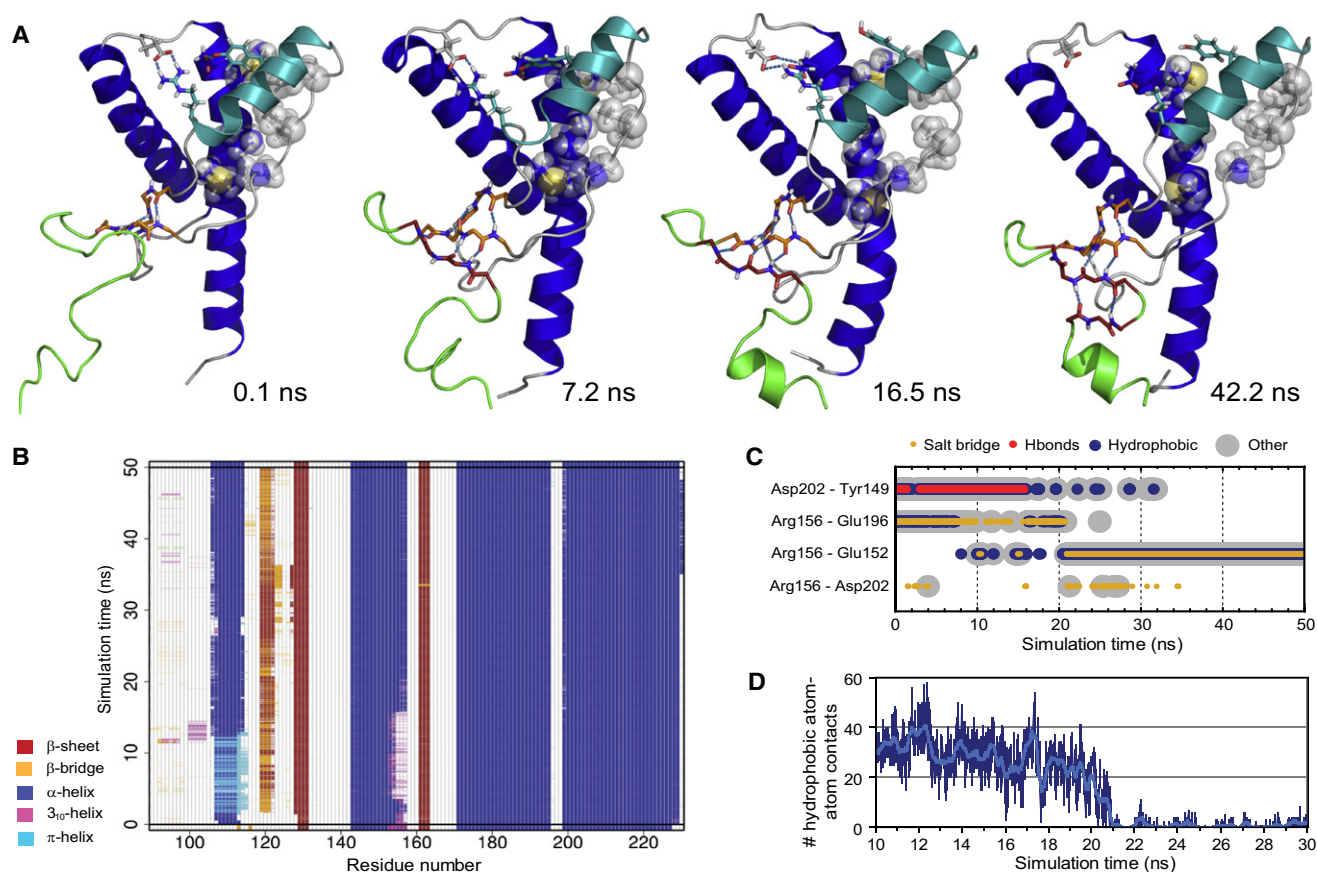 A
0.1 ns
7.2 ns
16.5 ns
42.2 ns
B
Simulation time (ns)
50
40
30
20
10
0
100
120
140
160
180
200
220
Residue number
β-sheet
β-bridge
α-helix
3₁₀-helix
π-helix
C
Salt bridge
Hbonds
Hydrophobic
Other
Asp202 - Tyr149
Arg156 - Glu196
Arg156 - Glu152
Arg156 - Asp202
0
10
20
30
40
50
Simulation time (ns)
D
# hydrophobic atom-
atom contacts
60
40
20
0
10
12
14
16
18
20
22
24
26
28
30
Simulation time (ns)